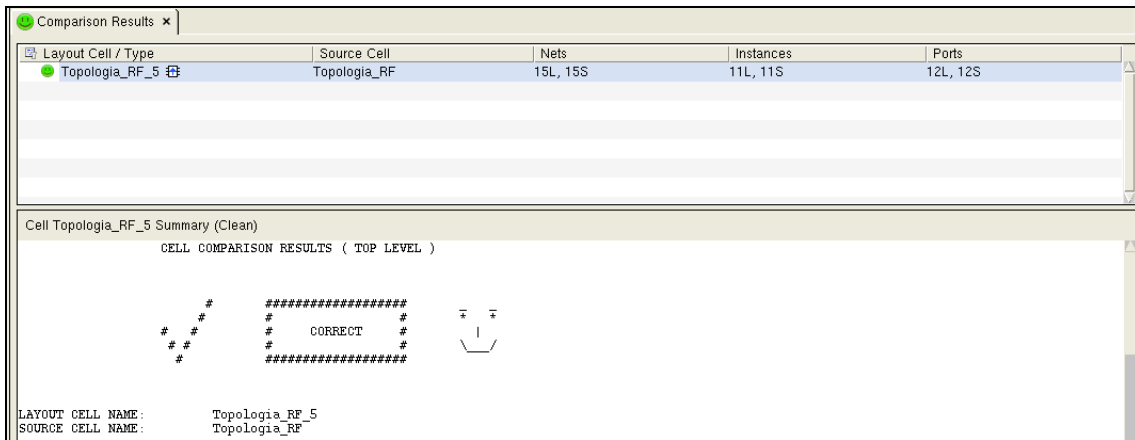 Comparison Results ×
Layout Cell / Type Source Cell Nets Instances Ports
Topologia_RF_5 Topologia_RF 15L, 15S 11L, 11S 12L, 12S
Cell Topologia_RF_5 Summary (Clean)
CELL COMPARISON RESULTS ( TOP LEVEL )
# ################### _ _
# # # * *
# # # CORRECT # |
# # # # \___/
# ###################
LAYOUT CELL NAME: Topologia_RF_5
SOURCE CELL NAME: Topologia_RF